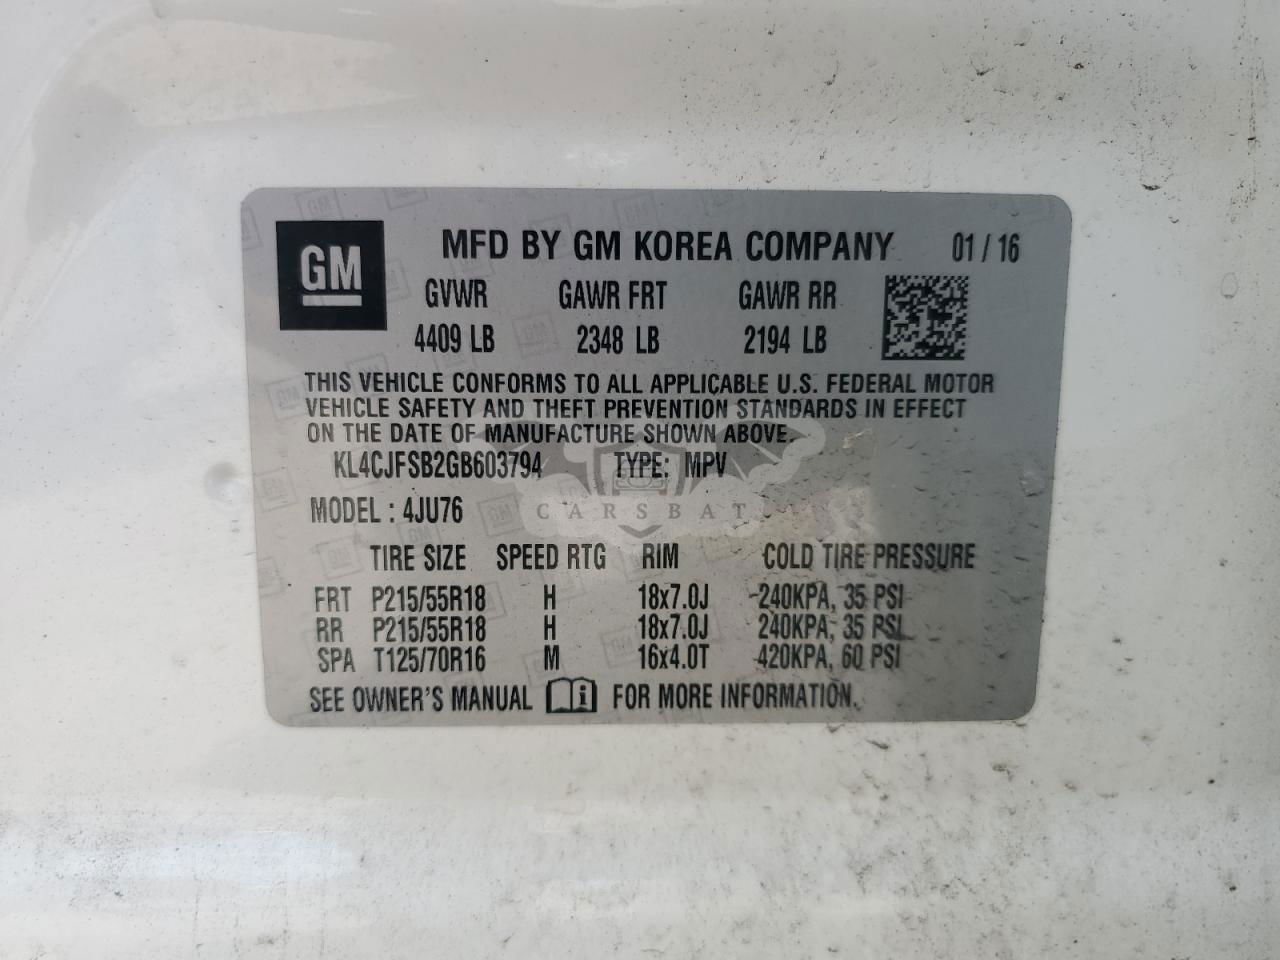 GM
MFD BY GM KOREA COMPANY 01 / 16
GVWR GAWR FRT GAWR RR
4409 LB 2348 LB 2194 LB
THIS VEHICLE CONFORMS TO ALL APPLICABLE U.S. FEDERAL MOTOR
VEHICLE SAFETY AND THEFT PREVENTION STANDARDS IN EFFECT
ON THE DATE OF MANUFACTURE SHOWN ABOVE.
KL4CJFSB2GB603794 TYPE: MPV
CARSBAT
MODEL : 4JU76
TIRE SIZE SPEED RTG RIM COLD TIRE PRESSURE
FRT P215/55R18 H 18x7.0J 240KPA, 35 PSI
RR P215/55R18 H 18x7.0J 240KPA, 35 PSI
SPA T125/70R16 M 16x4.0T 420KPA, 60 PSI
SEE OWNER'S MANUAL i FOR MORE INFORMATION.